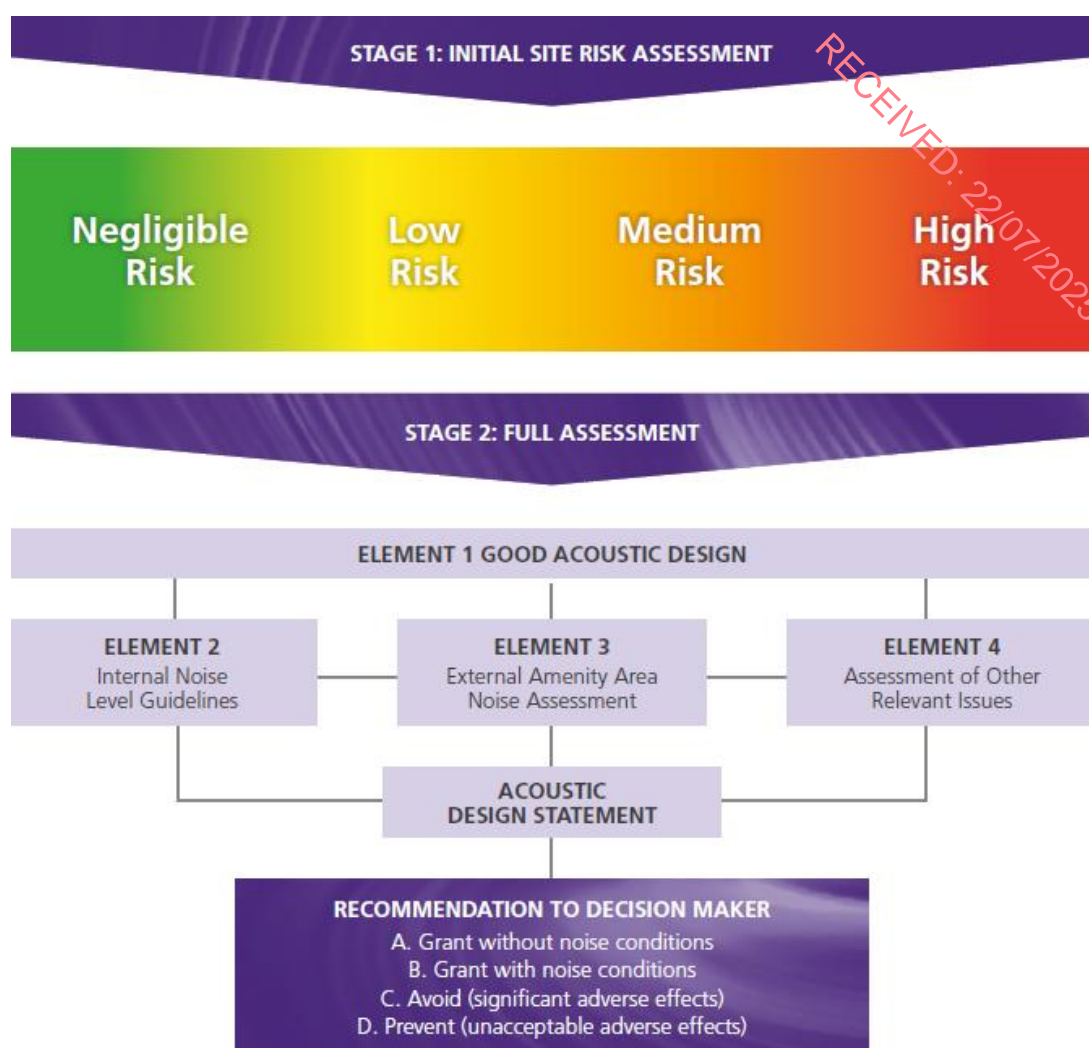 STAGE 1: INITIAL SITE RISK ASSESSMENT
RECEIVED: 22/07/2025
Negligible
Risk
Low
Risk
Medium
Risk
High
Risk
STAGE 2: FULL ASSESSMENT
ELEMENT 1 GOOD ACOUSTIC DESIGN
ELEMENT 2
Internal Noise
Level Guidelines
ELEMENT 3
External Amenity Area
Noise Assessment
ELEMENT 4
Assessment of Other
Relevant Issues
ACOUSTIC
DESIGN STATEMENT
RECOMMENDATION TO DECISION MAKER
A. Grant without noise conditions
B. Grant with noise conditions
C. Avoid (significant adverse effects)
D. Prevent (unacceptable adverse effects)